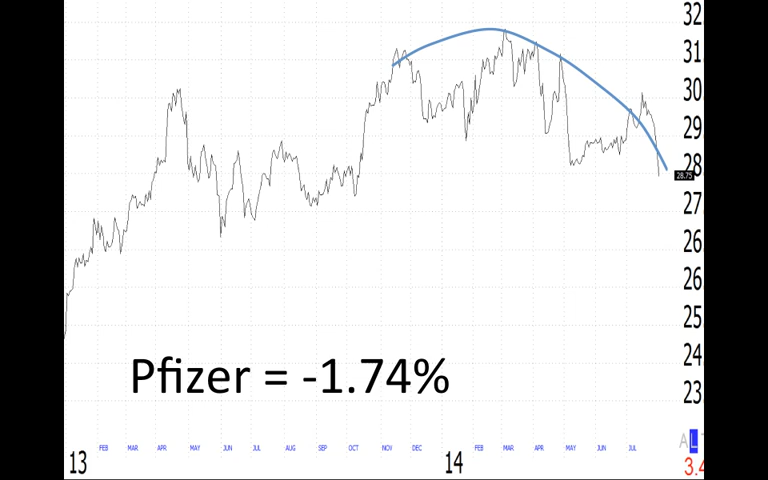 32
31
30
29
28
28.75
27
26
25
24
23
Pfizer = -1.74%
FEB MAR APR MAY JUN JUL AUG SEP OCT NOV DEC FEB MAR APR MAY JUN JUL
A L
13 14 3.4